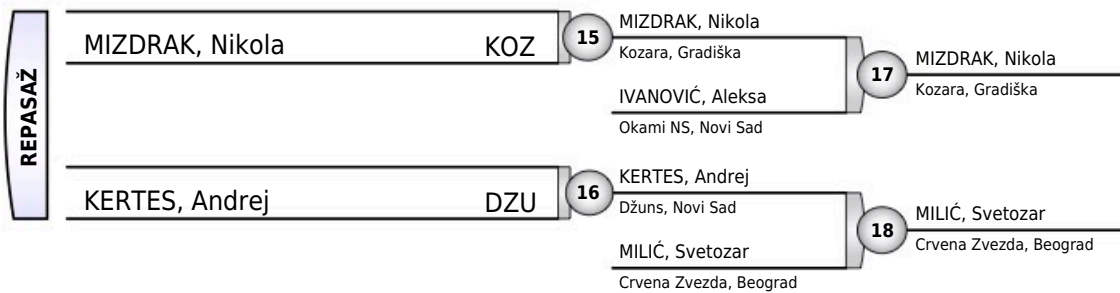 REPASAŽ
MIZDRAK, Nikola KOZ
15
MIZDRAK, Nikola
Kozara, Gradiška
IVANOVIĆ, Aleksa
Okami NS, Novi Sad
17
MIZDRAK, Nikola
Kozara, Gradiška
KERTES, Andrej DZU
16
KERTES, Andrej
Džuns, Novi Sad
MILIĆ, Svetozar
Crvena Zvezda, Beograd
18
MILIĆ, Svetozar
Crvena Zvezda, Beograd